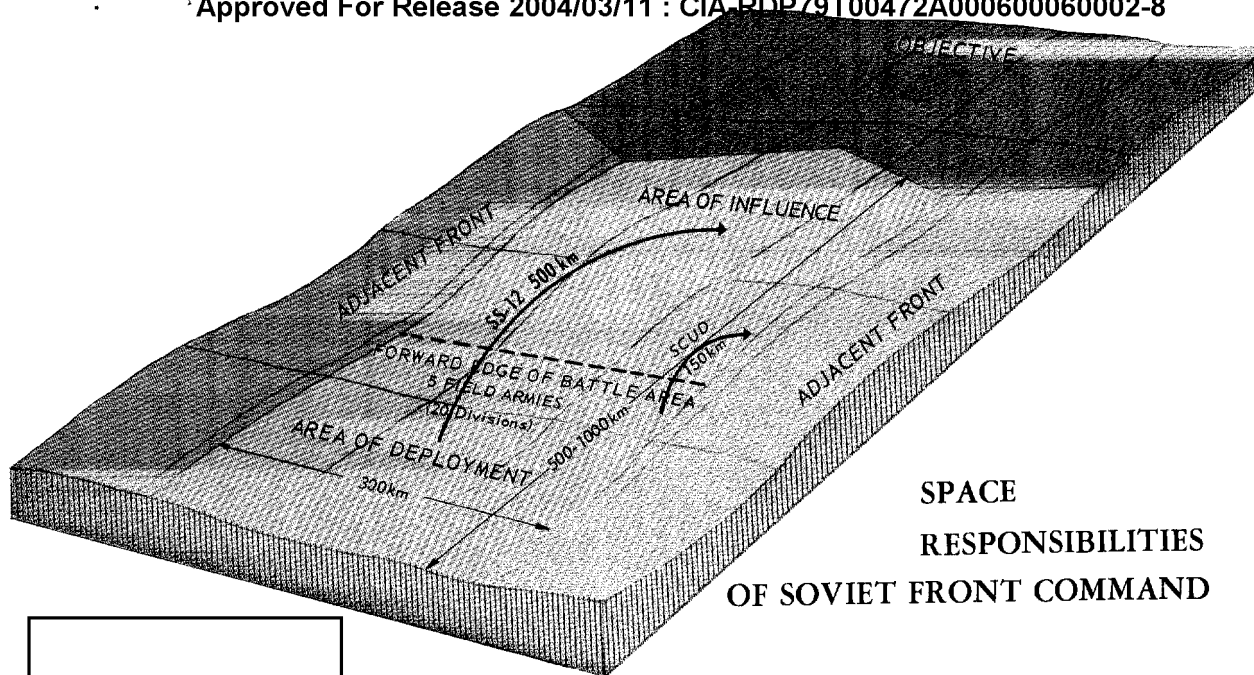 Approved For Release 2004/03/11 : CIA-RDP79T00472A000600060002-8
OBJECTIVE
AREA OF INFLUENCE
ADJACENT FRONT
SS-12 500 km
SCUD
150km
FORWARD EDGE OF BATTLE AREA
5 FIELD ARMIES
(20 Divisions)
ADJACENT FRONT
AREA OF DEPLOYMENT
500-1000km
300km
SPACE
RESPONSIBILITIES
OF SOVIET FRONT COMMAND